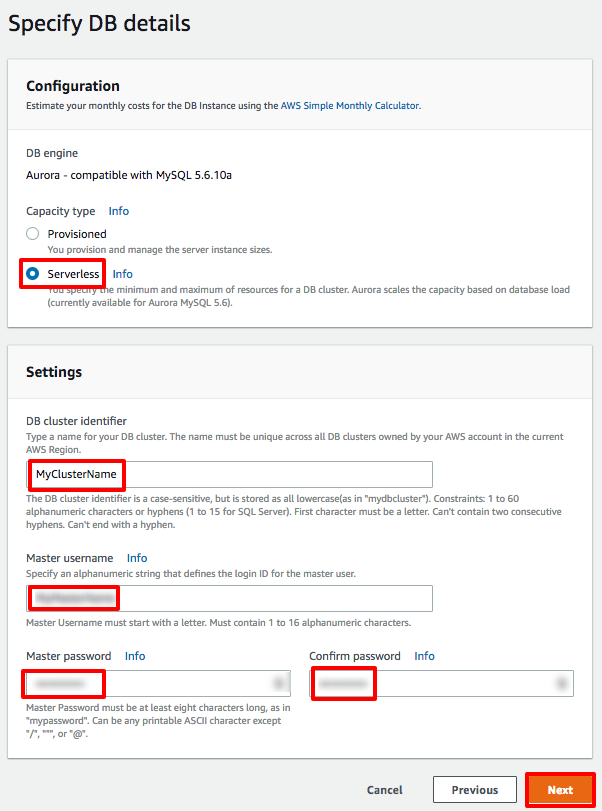 Specify DB details
Configuration
Estimate your monthly costs for the DB Instance using the AWS Simple Monthly Calculator.
DB engine
Aurora - compatible with MySQL 5.6.10a
Capacity type Info
Provisioned
You provision and manage the server instance sizes.
Serverless Info
You specify the minimum and maximum of resources for a DB cluster. Aurora scales the capacity based on database load
(currently available for Aurora MySQL 5.6).
Settings
DB cluster identifier
Type a name for your DB cluster. The name must be unique across all DB clusters owned by your AWS account in the current
AWS Region.
MyClusterName
The DB cluster identifier is a case-sensitive, but is stored as all lowercase(as in "mydbcluster"). Constraints: 1 to 60
alphanumeric characters or hyphens (1 to 15 for SQL Server). First character must be a letter. Can't contain two consecutive
hyphens. Can't end with a hyphen.
Master username Info
Specify an alphanumeric string that defines the login ID for the master user.
Master Username must start with a letter. Must contain 1 to 16 alphanumeric characters.
Master password Info Confirm password Info
Master Password must be at least eight characters long, as in
"mypassword". Can be any printable ASCII character except
"/", """, or "@".
Cancel Previous Next